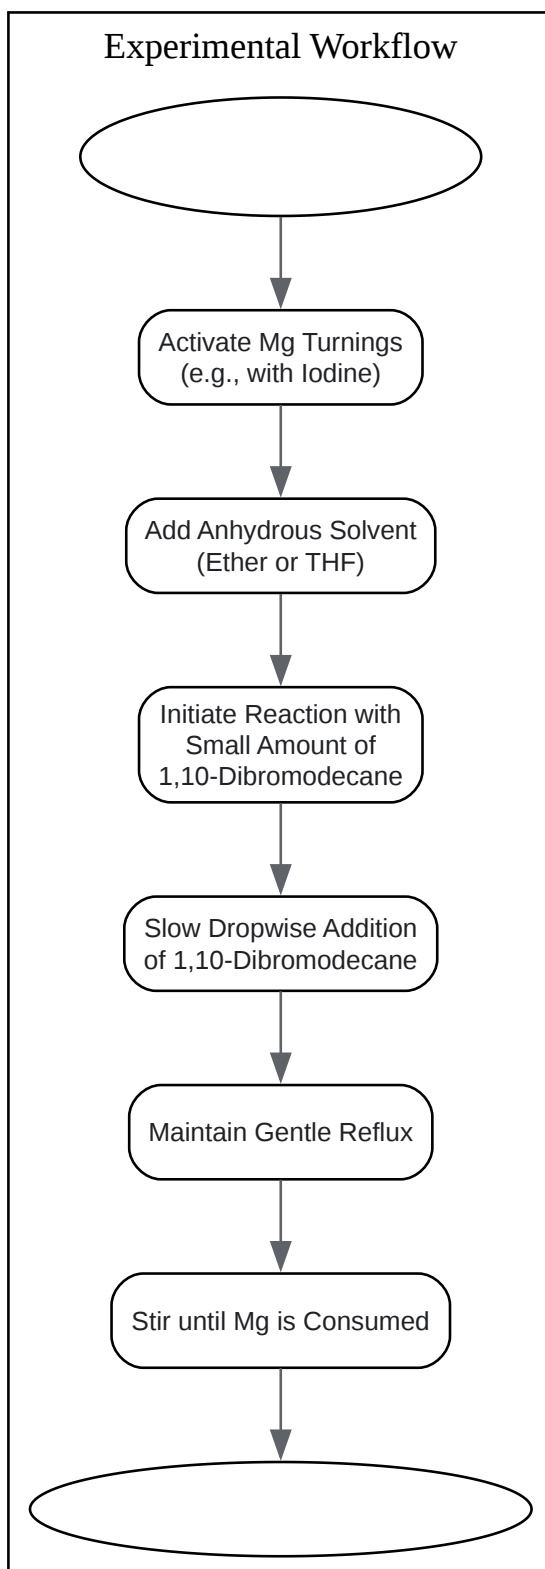 Experimental Workflow
Activate Mg Turnings
(e.g., with Iodine)
Add Anhydrous Solvent
(Ether or THF)
Initiate Reaction with
Small Amount of
1,10-Dibromodecane
Slow Dropwise Addition
of 1,10-Dibromodecane
Maintain Gentle Reflux
Stir until Mg is Consumed